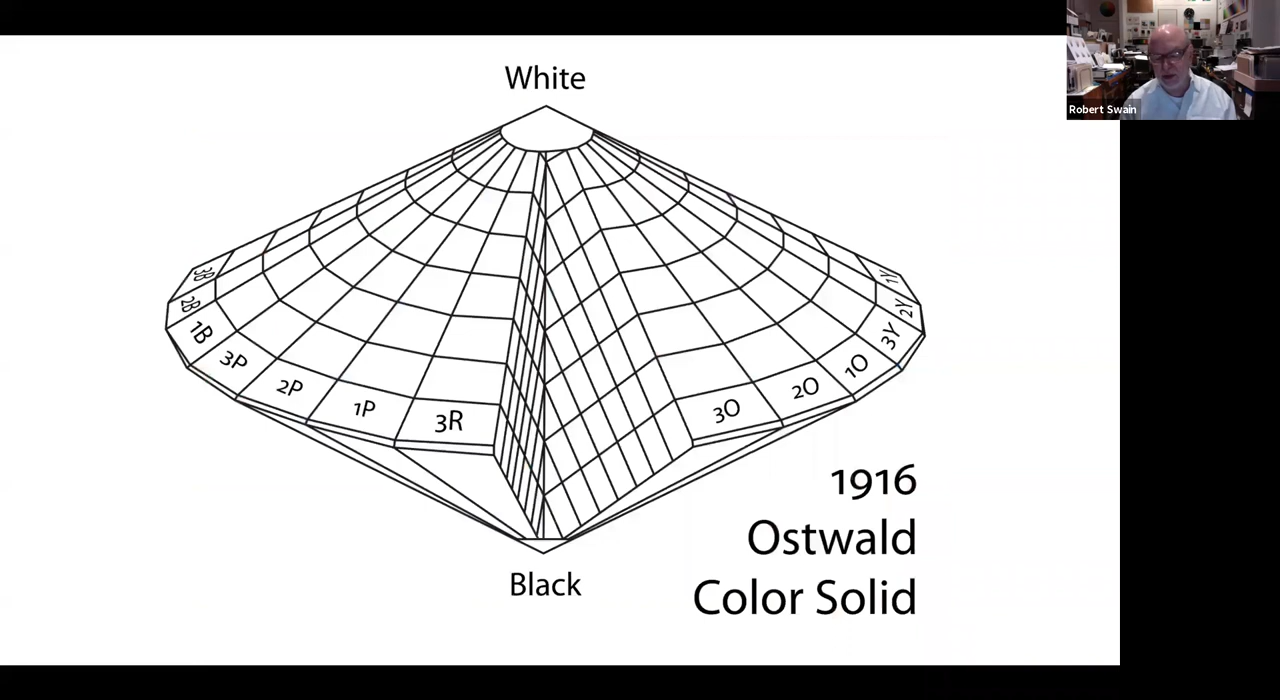 White
Robert Swain
3B
2B
1B
3P
2P
1P
3R
3O
2O
1O
3Y
2Y
1Y
1916
Ostwald
Color Solid
Black